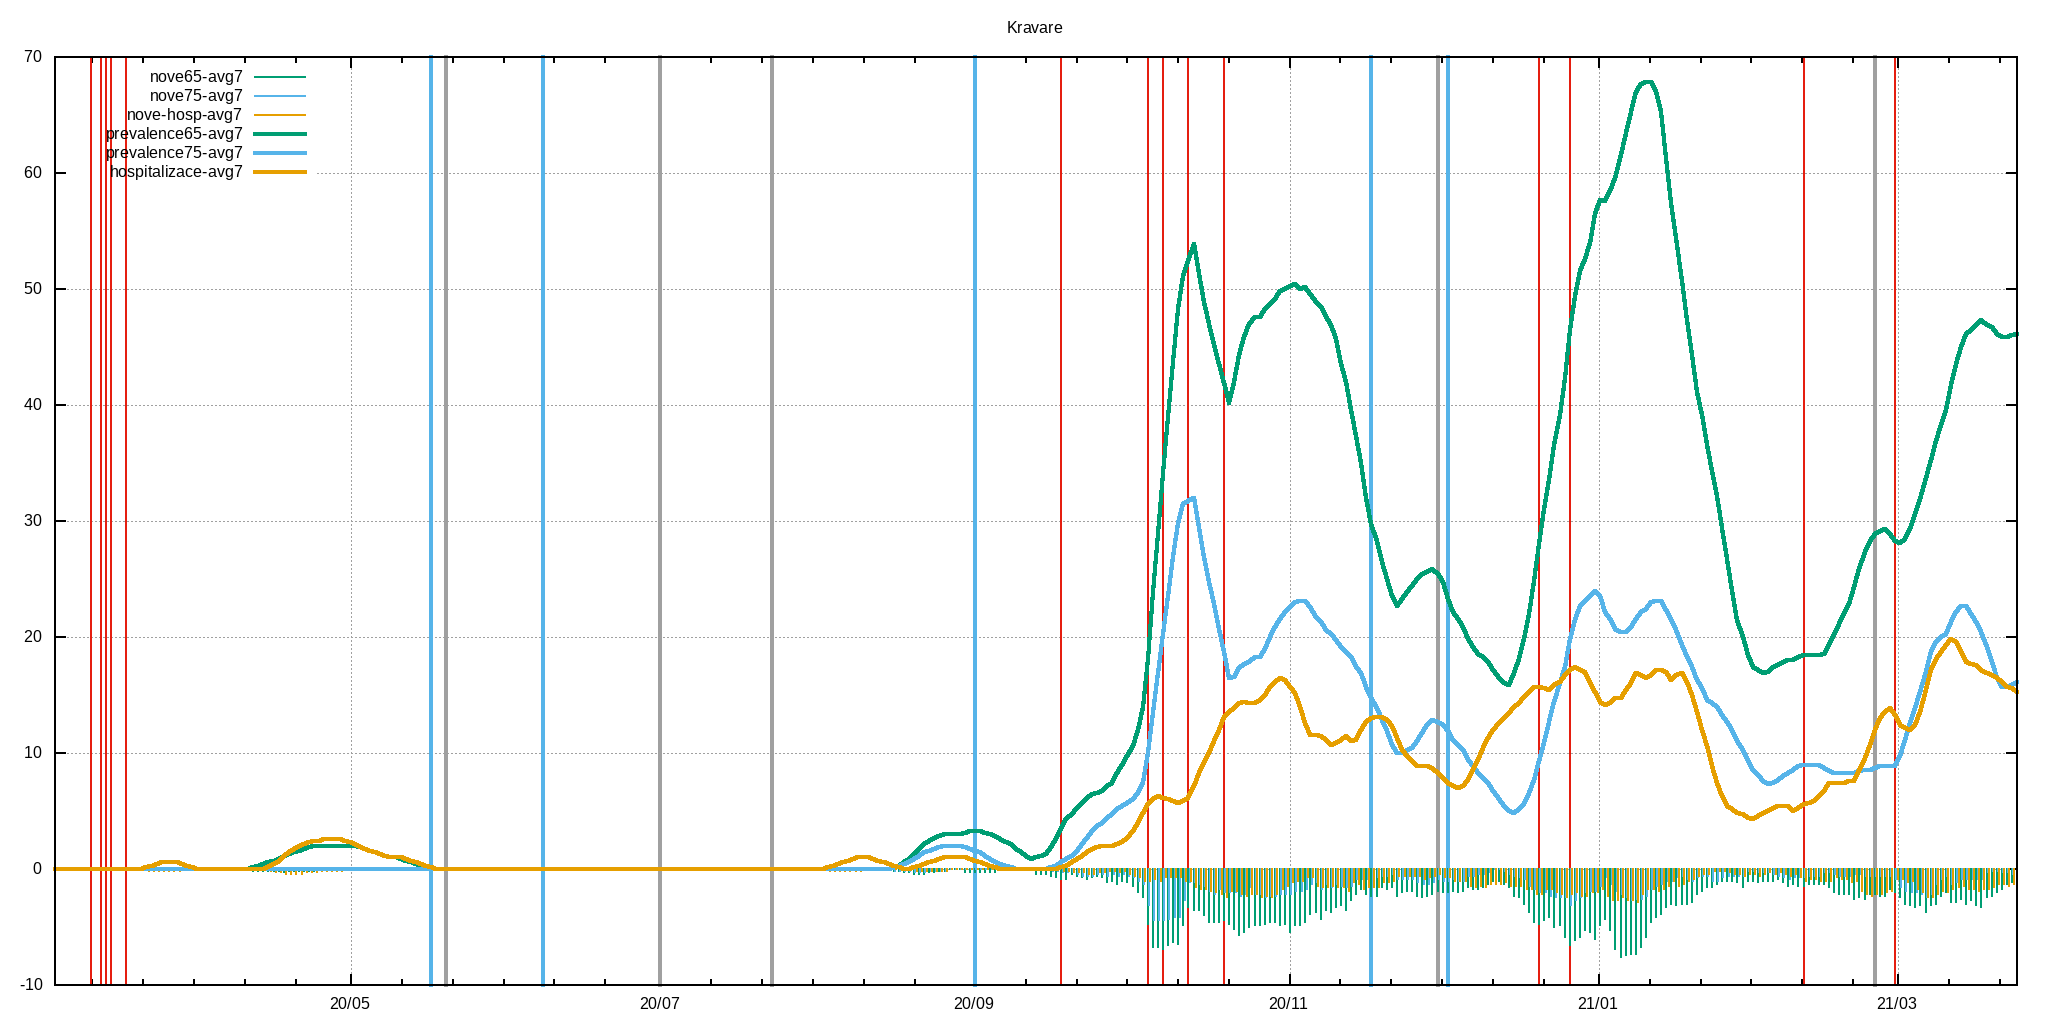 Kravare
70
nove65-avg7
nove75-avg7
nove-hosp-avg7
prevalence65-avg7
prevalence75-avg7
hospitalizace-avg7
60
50
40
30
20
10
0
-10
20/05
20/07
20/09
20/11
21/01
21/03